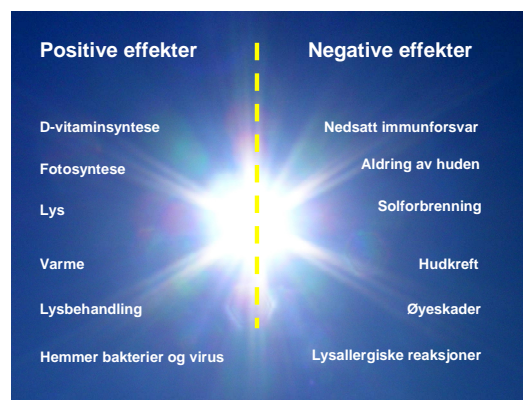 Positive effekter
Negative effekter
D-vitaminsyntese
Nedsatt immunforsvar
Fotosyntese
Aldring av huden
Lys
Solforbrenning
Varme
Hudkreft
Lysbehandling
Øyeskader
Hemmer bakterier og virus
Lysallergiske reaksjoner